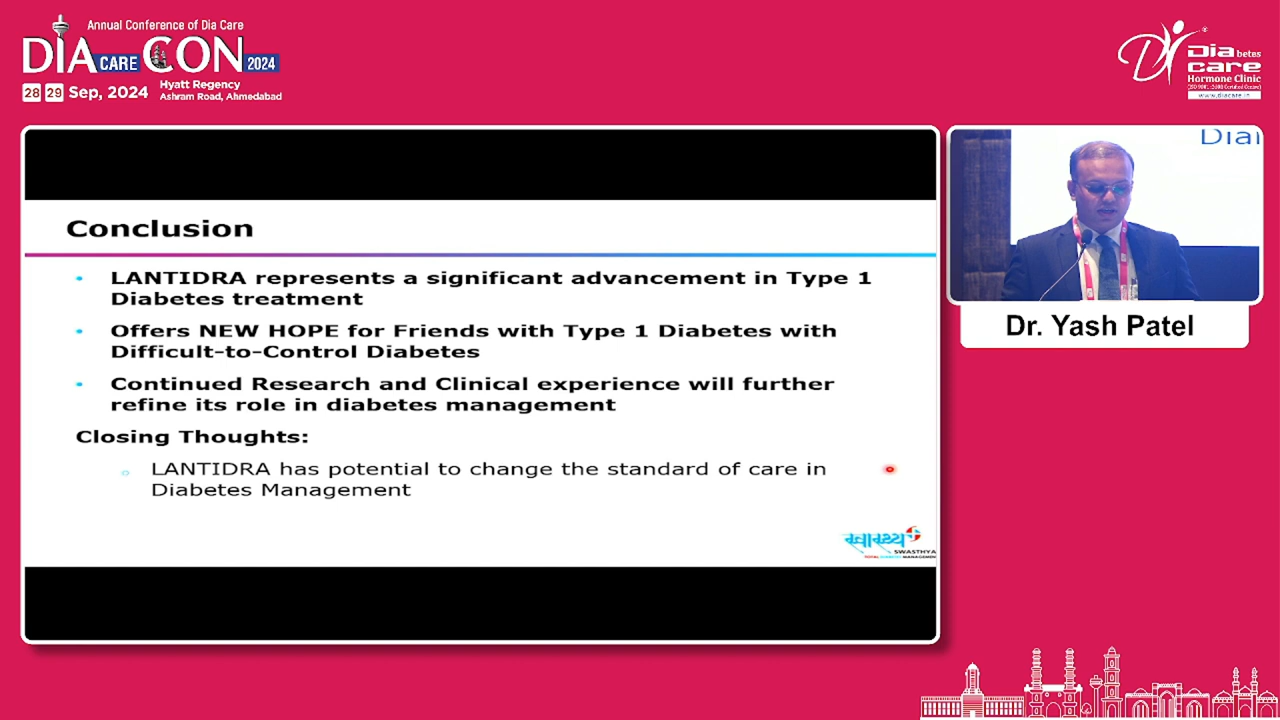 Annual Conference of Dia Care
DIA CARE CON 2024
28 29 Sep, 2024
Hyatt Regency
Ashram Road, Ahmedabad
Diabetes
care
Hormone Clinic
www.diacare.in
Conclusion
• LANTIDRA represents a significant advancement in Type 1
Diabetes treatment
• Offers NEW HOPE for Friends with Type 1 Diabetes with
Difficult-to-Control Diabetes
• Continued Research and Clinical experience will further
refine its role in diabetes management
Closing Thoughts:
LANTIDRA has potential to change the standard of care in
Diabetes Management
स्वास्थ्य
SWASTHYA
Dia
Dr. Yash Patel